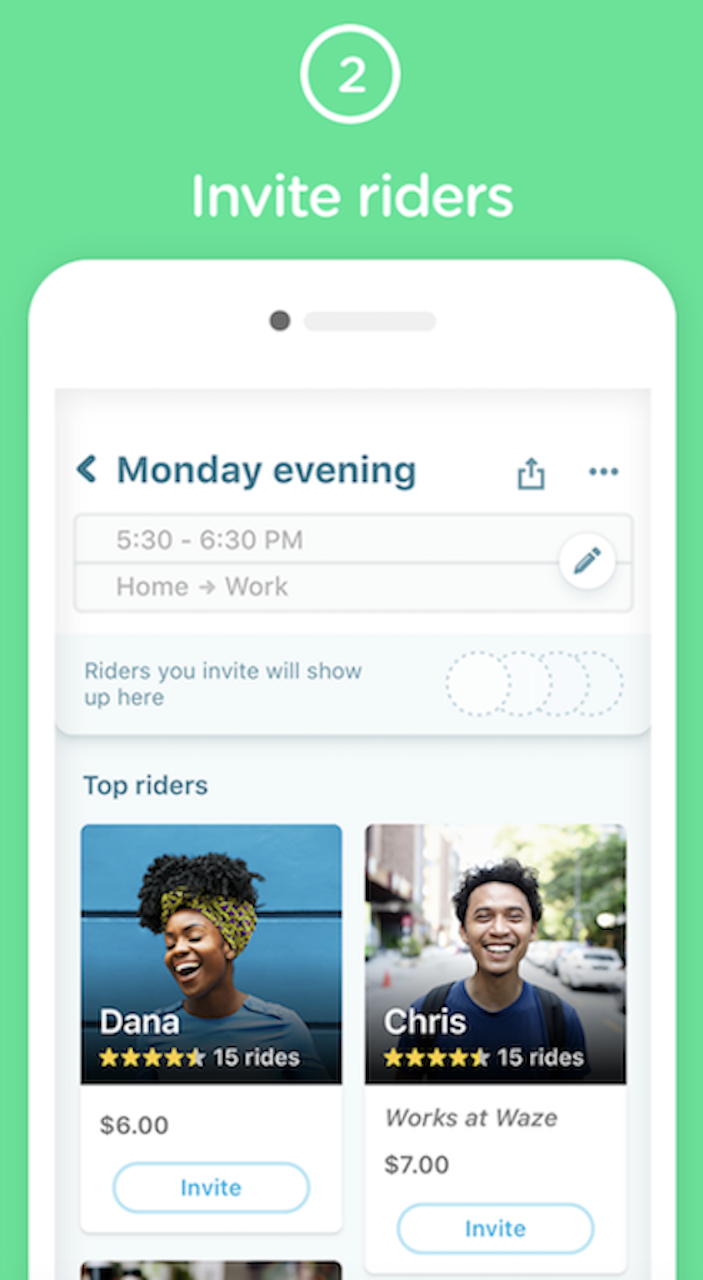 2
Invite riders
Monday evening
5:30 - 6:30 PM
Home → Work
Riders you invite will show
up here
Top riders
Dana
15 rides
$6.00
Invite
Chris
15 rides
Works at Waze
$7.00
Invite